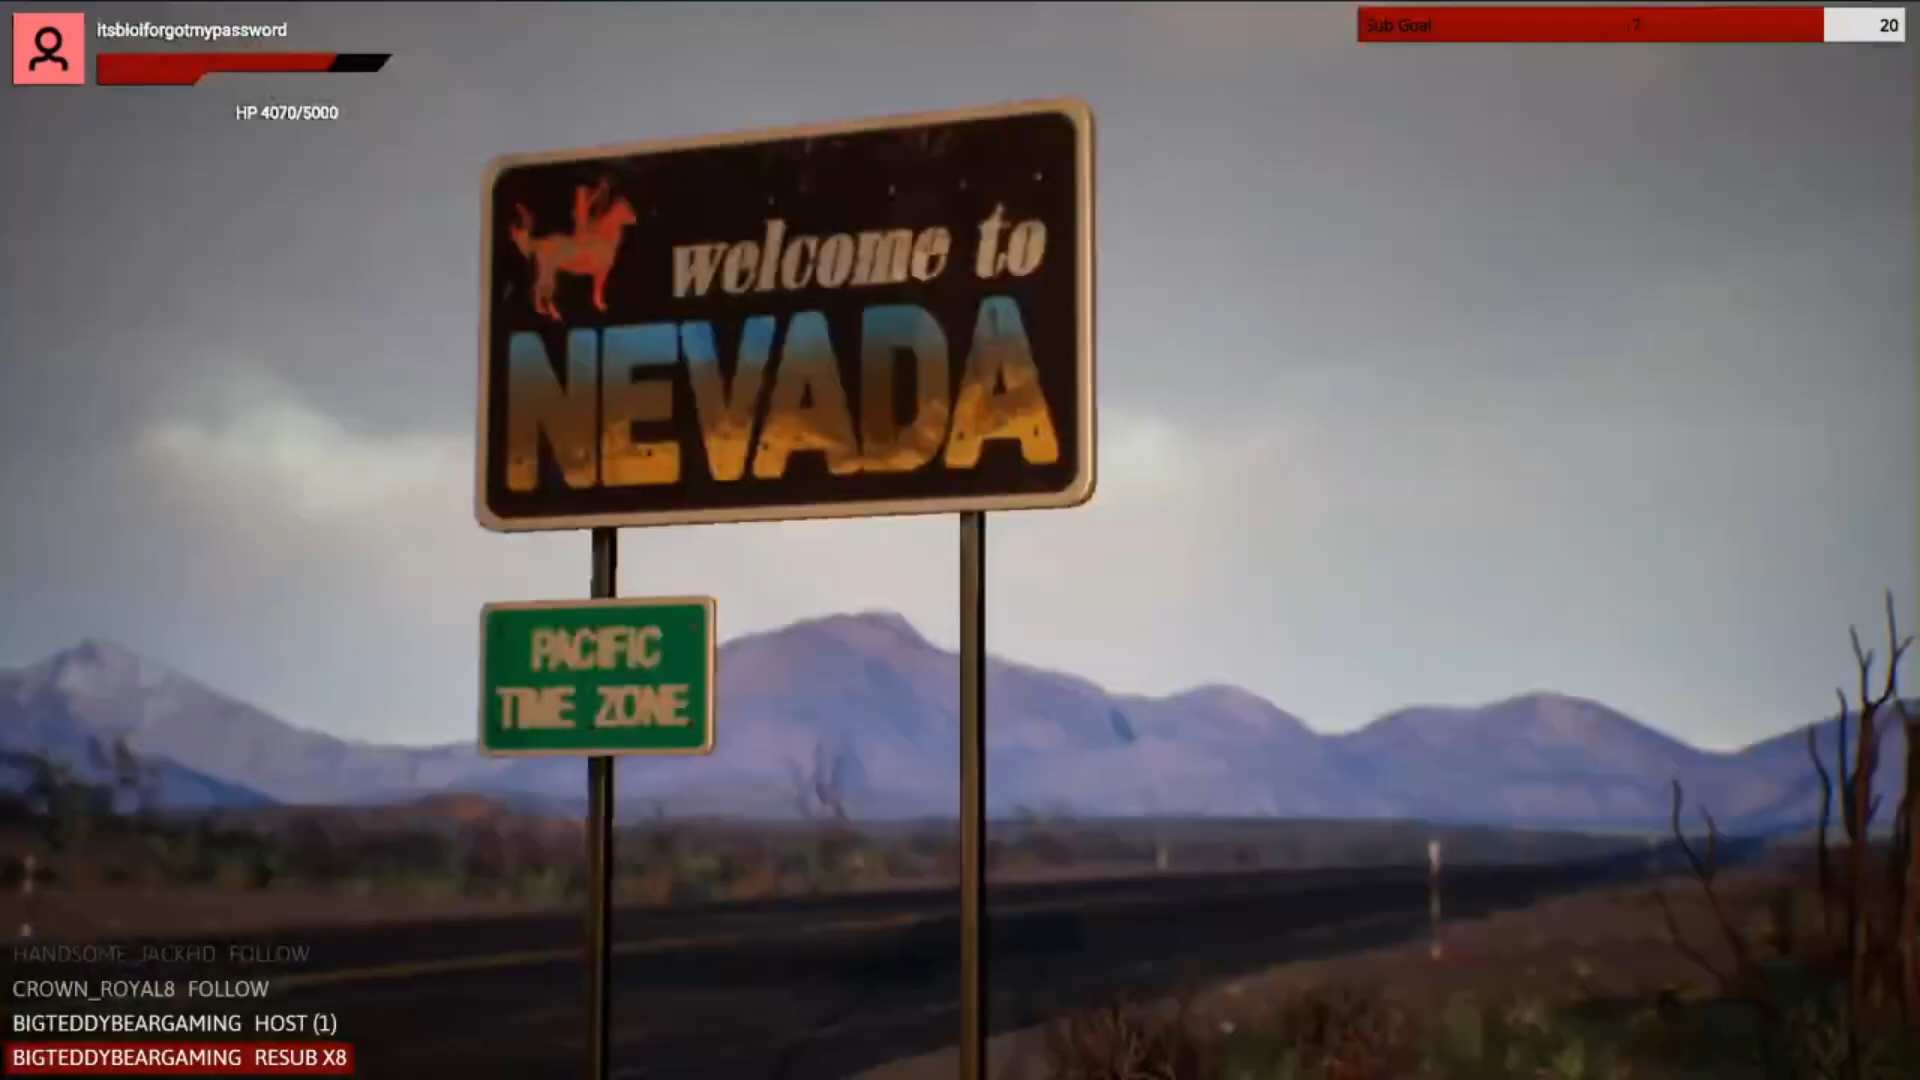 itsbiolforgotmypassword
HP 4070/5000
Sub Goal
20
welcome to
NEVADA
PACIFIC
TIME ZONE
HANDSOME_JACKHD FOLLOW
CROWN_ROYAL8 FOLLOW
BIGTEDDYBEARGAMING HOST (1)
BIGTEDDYBEARGAMING RESUB X8